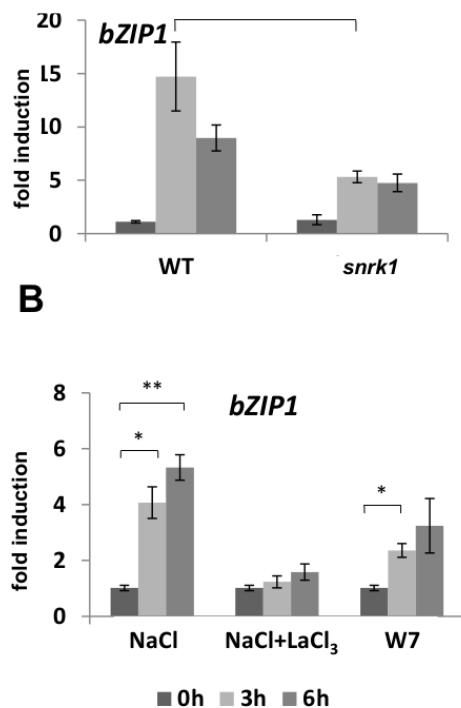 20
bZIP1
15
10
5
0
fold induction
WT snrk1
B
8
bZIP1
**
6
*
*
4
2
0
fold induction
NaCl NaCl+LaCl₃ W7
0h 3h 6h